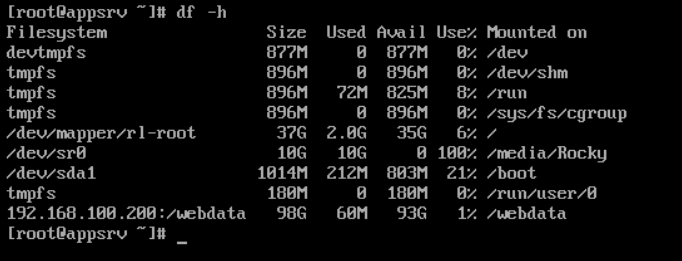 [root@appsrv ~]# df -h
Filesystem Size Used Avail Use% Mounted on
devtmpfs 877M 0 877M 0% /dev
tmpfs 896M 0 896M 0% /dev/shm
tmpfs 896M 72M 825M 8% /run
tmpfs 896M 0 896M 0% /sys/fs/cgroup
/dev/mapper/rl-root 37G 2.0G 35G 6% /
/dev/sr0 10G 10G 0 100% /media/Rocky
/dev/sda1 1014M 212M 803M 21% /boot
tmpfs 180M 0 180M 0% /run/user/0
192.168.100.200:/webdata 98G 60M 93G 1% /webdata
[root@appsrv ~]# _